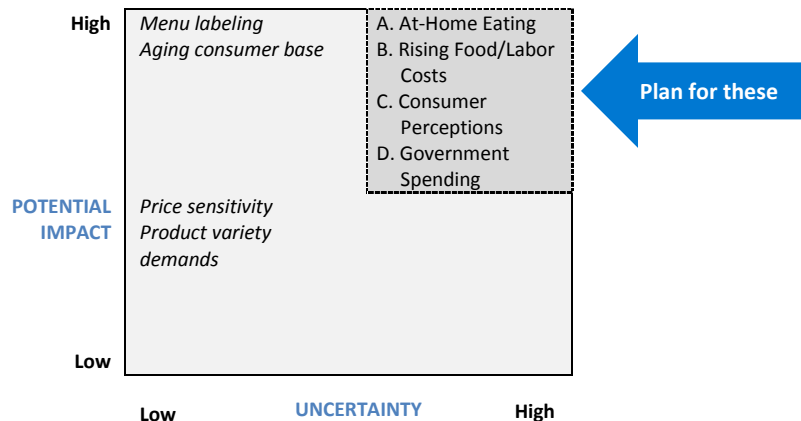 High
Menu labeling
Aging consumer base
A. At-Home Eating
B. Rising Food/Labor
Costs
C. Consumer
Perceptions
D. Government
Spending
Plan for these
POTENTIAL
IMPACT
Price sensitivity
Product variety
demands
Low
Low
UNCERTAINTY
High